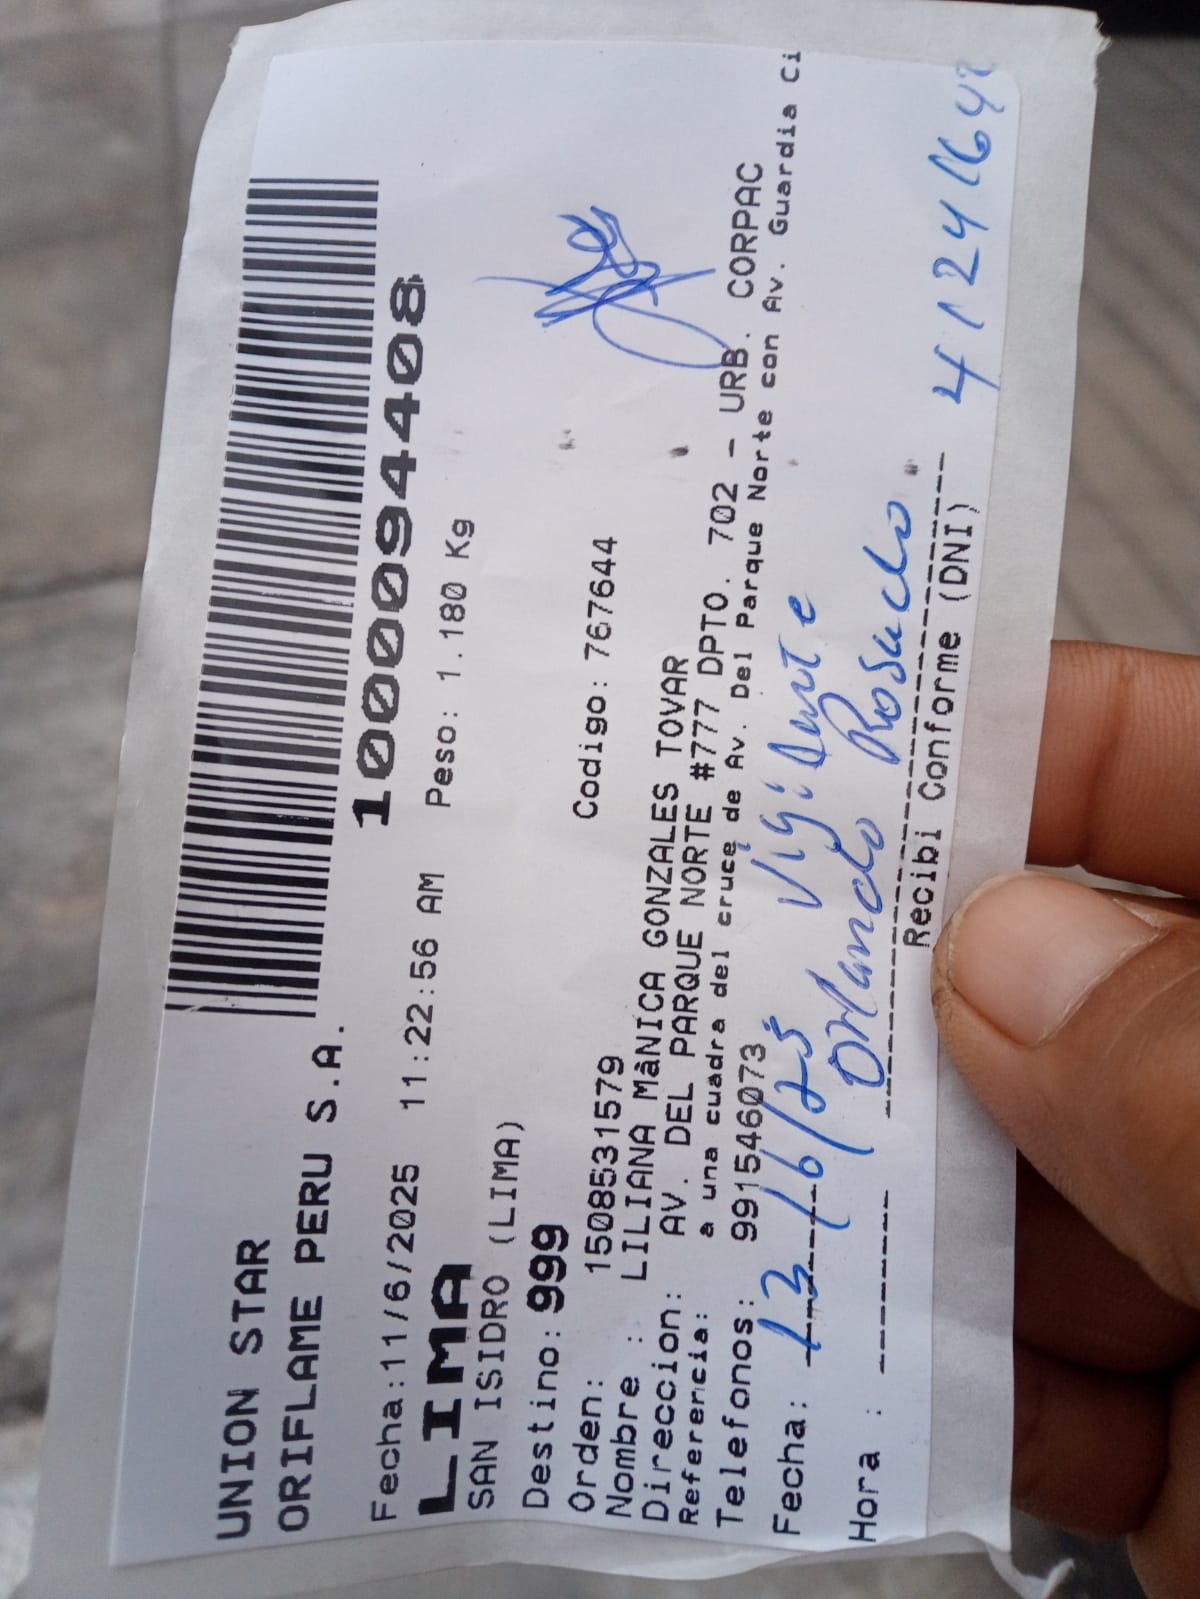 UNION STAR
ORIFLAME PERU S.A.
1000094408
Fecha:11/6/2025 11:22:56 AM Peso: 1.180 Kg
LIMA
SAN ISIDRO (LIMA)
Destino: 999
Orden: 1508531579 Codigo: 767644
Nombre : LILIANA MâNICA GONZALES TOVAR
Direccion: AV. DEL PARQUE NORTE #777 DPTO. 702 - URB. CORPAC
Referencia: a una cuadra del cruce de Av. Del Parque Norte con Av. Guardia Ci
Telefonos: 991546073
Fecha: 13/6/25 Vigilante
Orlando Rosado
Hora :
Recibi Conforme (DNI)